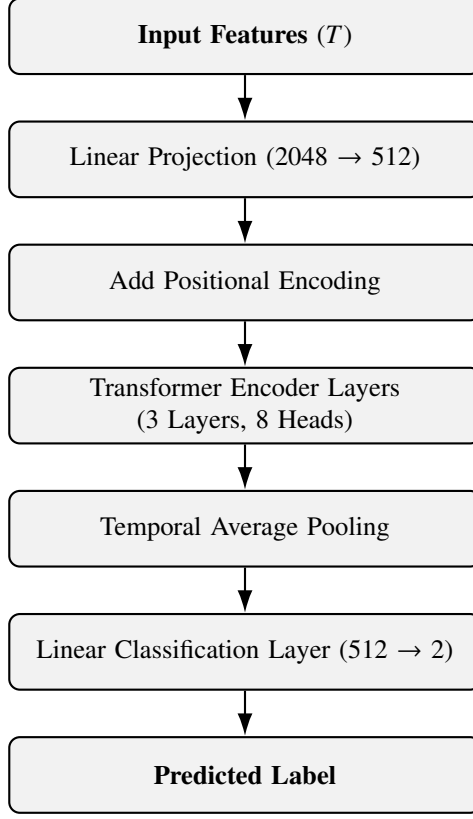 Input Features (T)
Linear Projection (2048 → 512)
Add Positional Encoding
Transformer Encoder Layers
(3 Layers, 8 Heads)
Temporal Average Pooling
Linear Classification Layer (512 → 2)
Predicted Label